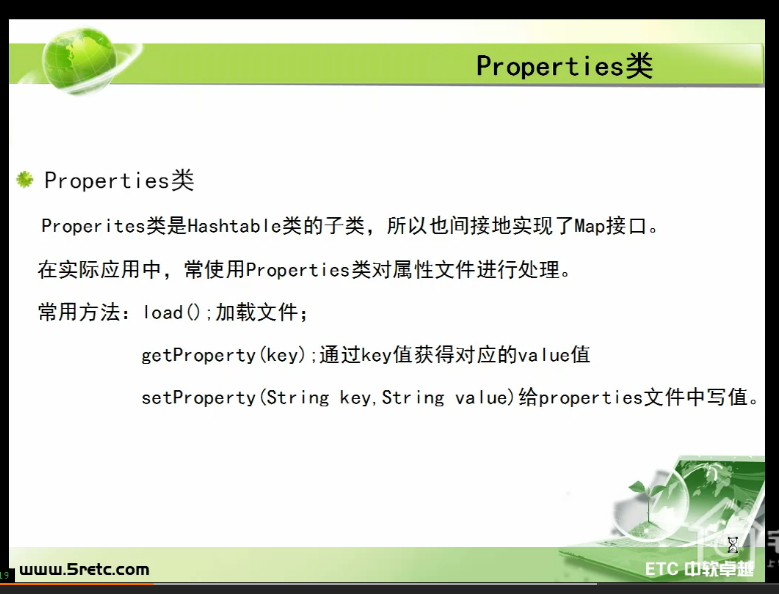 Properties类
Properties类
Properites类是Hashtable类的子类，所以也间接地实现了Map接口。
在实际应用中，常使用Properties类对属性文件进行处理。
常用方法：load();加载文件；
getProperty(key);通过key值获得对应的value值
setProperty(String key,String value)给properties文件中写值。
19
www.5retc.com
ETC 中软卓越